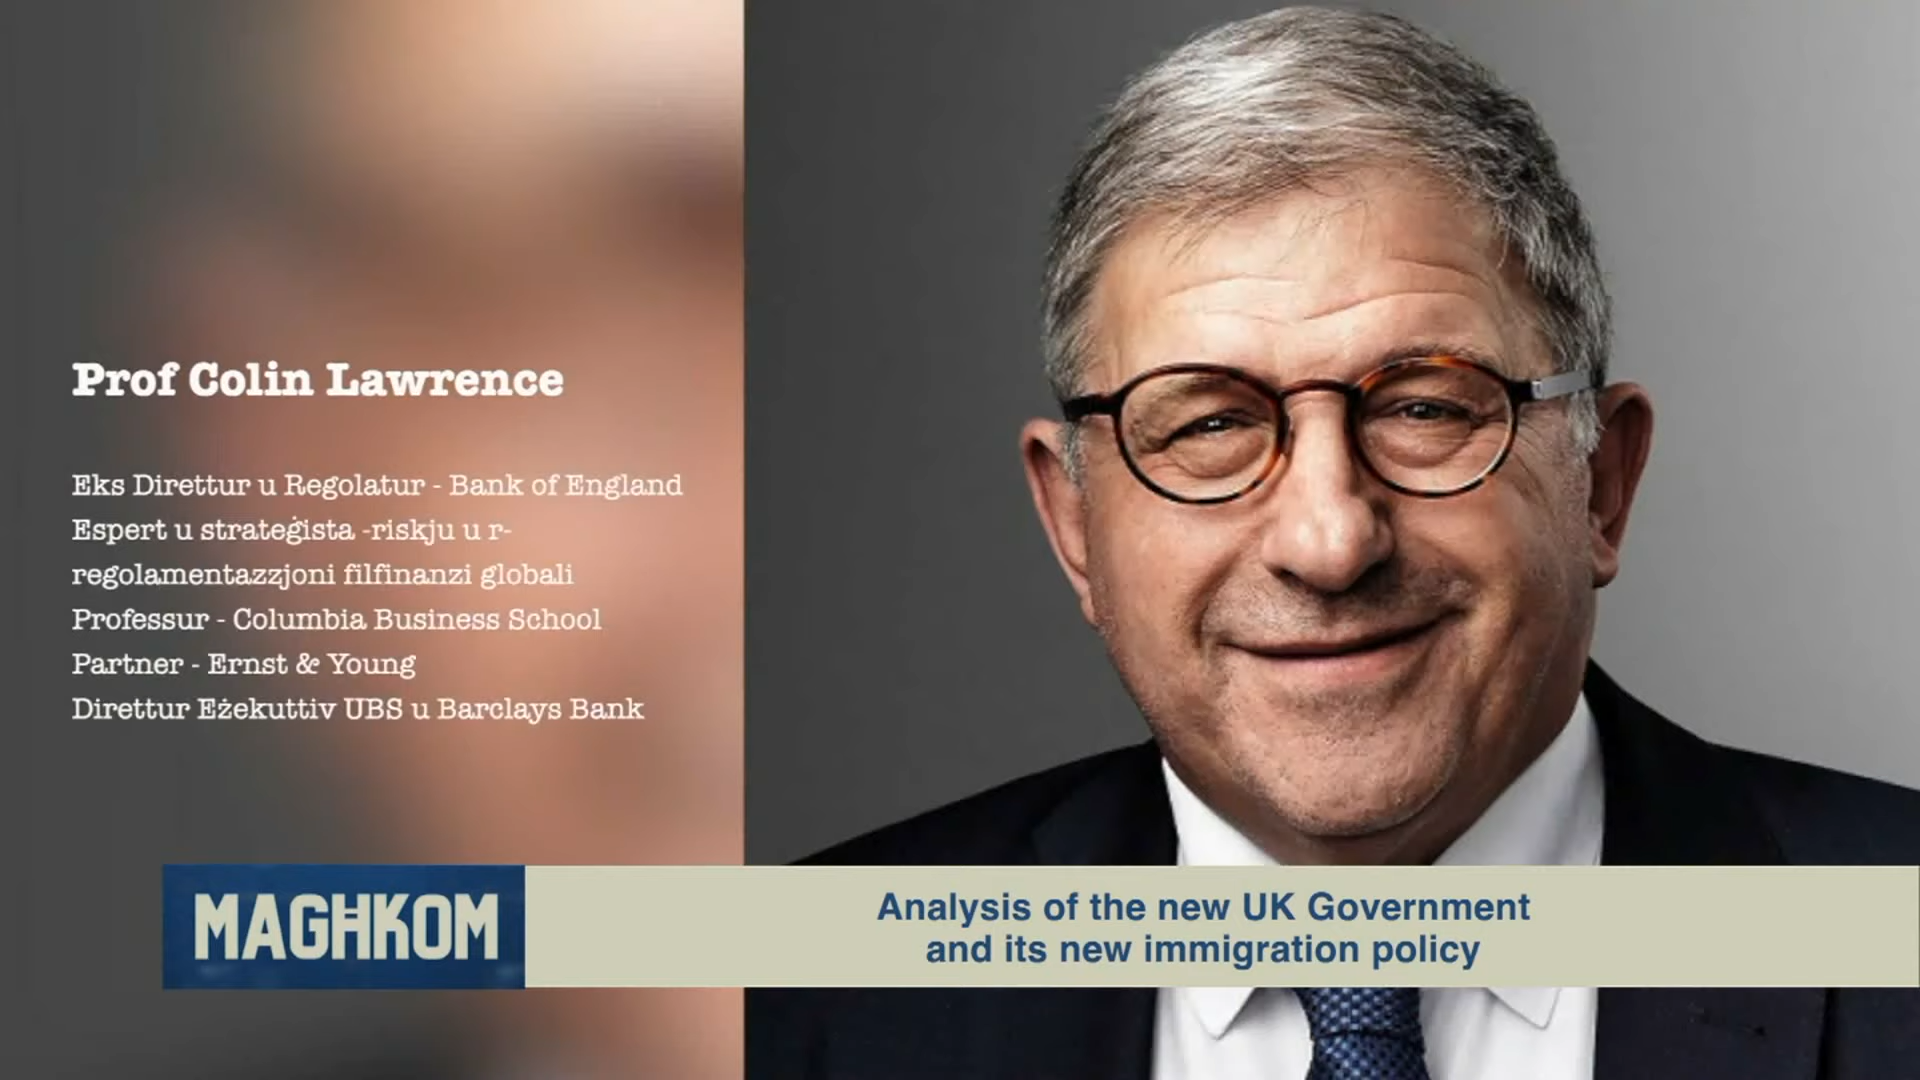 Prof Colin Lawrence
Eks Direttur u Regolatur - Bank of England
Espert u strateġista -riskju u r-
regolamentazzjoni filfinanzi globali
Professur - Columbia Business School
Partner - Ernst & Young
Direttur Eżekuttiv UBS u Barclays Bank
MAGĦKOM
Analysis of the new UK Government
and its new immigration policy